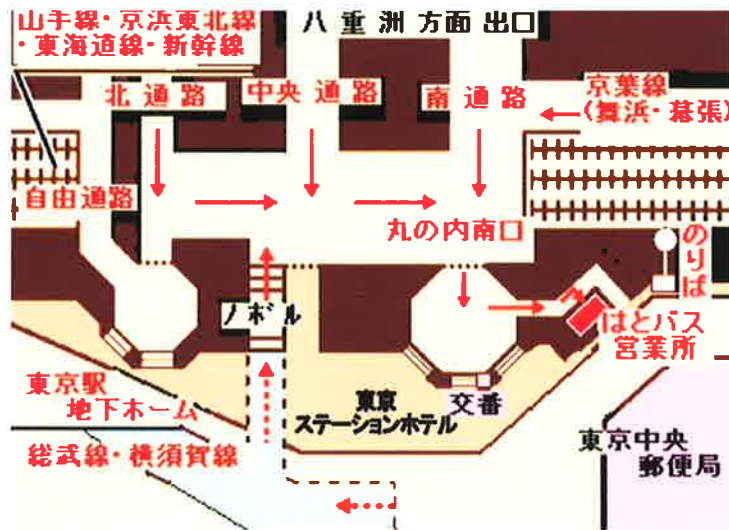 山手線・京浜東北線
・東海道線・新幹線
八重洲方面出口
北通路
中央通路
南通路
京葉線
(舞浜・幕張)
自由通路
丸の内南口
のりば
ノボル
はとバス
営業所
東京駅
地下ホーム
東京
ステーションホテル
交番
総武線・横須賀線
東京中央
郵便局